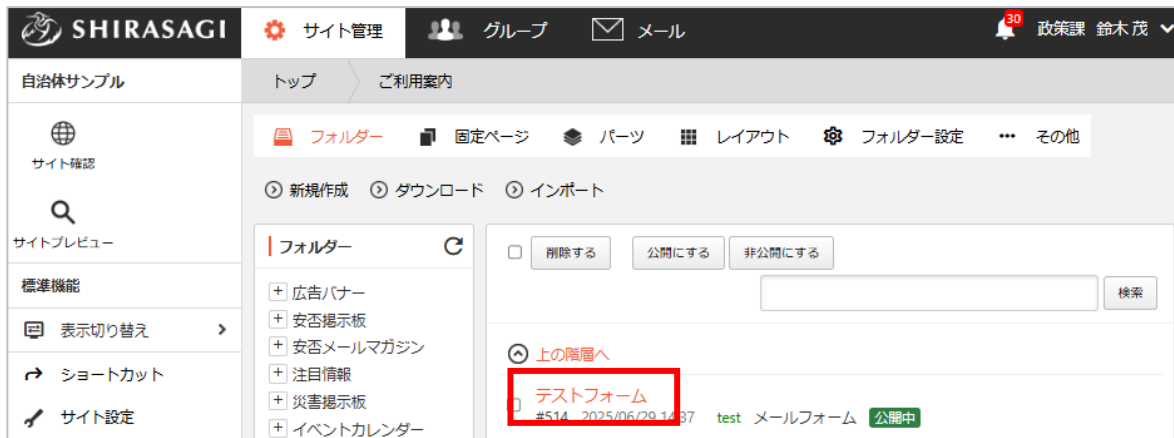 SHIRASAGI サイト管理 グループ メール 30 政策課 鈴木 茂
自治体サンプル トップ ご利用案内
サイト確認
フォルダー 固定ページ パーツ レイアウト フォルダー設定 その他
新規作成 ダウンロード インポート
サイトプレビュー
標準機能
表示切り替え
ショートカット
サイト設定
フォルダー
広告バナー
安否掲示板
安否メールマガジン
注目情報
災害掲示板
イベントカレンダー
削除する 公開にする 非公開にする
検索
上の階層へ
テストフォーム
#514 2025/06/29 14:37 test メールフォーム 公開中